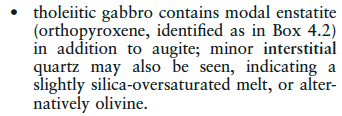 • tholeiitic gabbro contains modal enstatite
(orthopyroxene, identified as in Box 4.2)
in addition to augite; minor interstitial
quartz may also be seen, indicating a
slightly silica-oversaturated melt, or alter-
natively olivine.